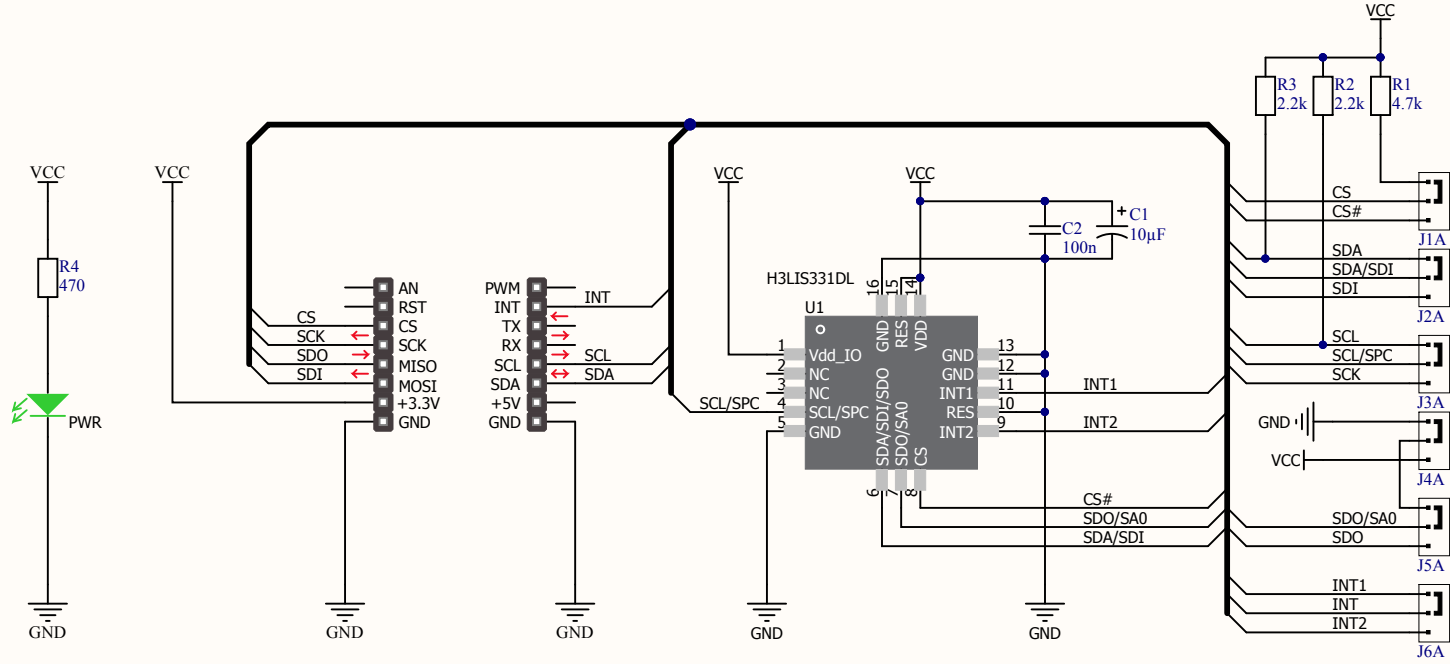 VCC
R3
2.2k
R2
2.2k
R1
4.7k
VCC
VCC
VCC
VCC
CS
CS#
J1A
+
C1
10µF
C2
100n
SDA
SDA/SDI
SDI
J2A
R4
470
H3LIS331DL
U1
AN
RST
CS
SCK
MISO
MOSI
+3.3V
GND
CS
SCK
SDO
SDI
PWM
INT
TX
RX
SCL
SDA
+5V
GND
INT
SCL
SDA
SCL/SPC
16
15
14
GND
RES
VDD
1
2
3
4
5
Vdd_IO
NC
NC
SCL/SPC
GND
GND
GND
INT1
RES
INT2
13
12
11
10
9
SDA/SDI/SDO
SDO/SA0
CS
6
7
8
INT1
INT2
CS#
SDO/SA0
SDA/SDI
SCL
SCL/SPC
SCK
J3A
GND
VCC
J4A
SDO/SA0
SDO
J5A
INT1
INT
INT2
J6A
PWR
GND
GND
GND
GND
GND